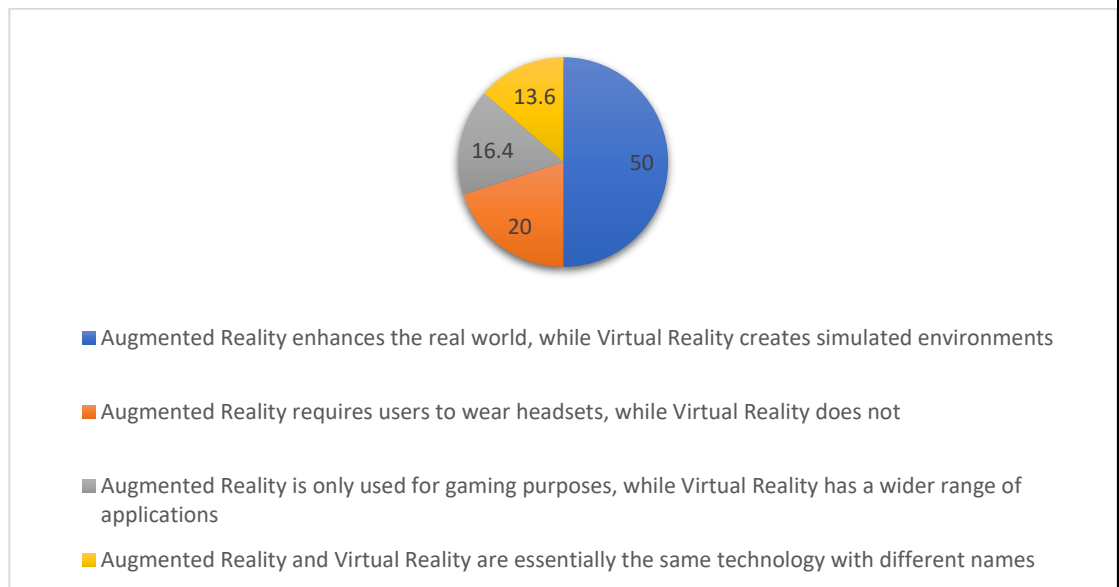 13.6
16.4
50
20
Augmented Reality enhances the real world, while Virtual Reality creates simulated environments
Augmented Reality requires users to wear headsets, while Virtual Reality does not
Augmented Reality is only used for gaming purposes, while Virtual Reality has a wider range of
applications
Augmented Reality and Virtual Reality are essentially the same technology with different names